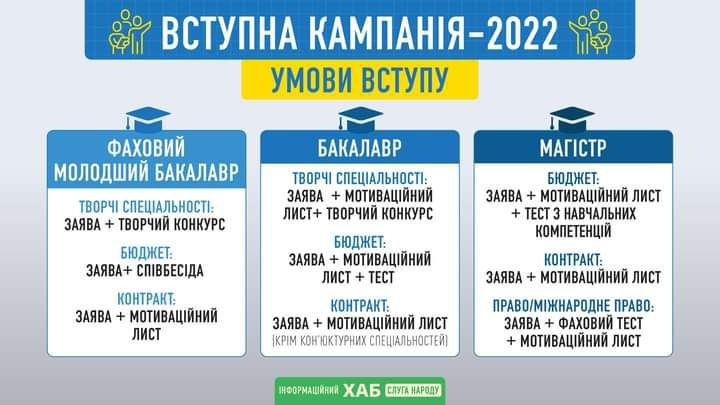 ВСТУПНА КАМПАНІЯ-2022
УМОВИ ВСТУПУ
ФАХОВИЙ
МОЛОДШИЙ БАКАЛАВР
ТВОРЧІ СПЕЦІАЛЬНОСТІ:
ЗАЯВА + ТВОРЧИЙ КОНКУРС
БЮДЖЕТ:
ЗАЯВА+ СПІВБЕСІДА
КОНТРАКТ:
ЗАЯВА + МОТИВАЦІЙНИЙ
ЛИСТ
БАКАЛАВР
ТВОРЧІ СПЕЦІАЛЬНОСТІ:
ЗАЯВА + МОТИВАЦІЙНИЙ
ЛИСТ+ ТВОРЧИЙ КОНКУРС
БЮДЖЕТ:
ЗАЯВА + МОТИВАЦІЙНИЙ
ЛИСТ + ТЕСТ
КОНТРАКТ:
ЗАЯВА + МОТИВАЦІЙНИЙ ЛИСТ
(КРІМ КОН'ЮКТУРНИХ СПЕЦІАЛЬНОСТЕЙ)
МАГІСТР
БЮДЖЕТ:
ЗАЯВА + МОТИВАЦІЙНИЙ ЛИСТ
+ ТЕСТ З НАВЧАЛЬНИХ
КОМПЕТЕНЦІЙ
КОНТРАКТ:
ЗАЯВА + МОТИВАЦІЙНИЙ ЛИСТ
ПРАВО/МІЖНАРОДНЕ ПРАВО:
ЗАЯВА + ФАХОВИЙ ТЕСТ
+ МОТИВАЦІЙНИЙ ЛИСТ
ІНФОРМАЦІЙНИЙ ХАБ СЛУГА НАРОДУ